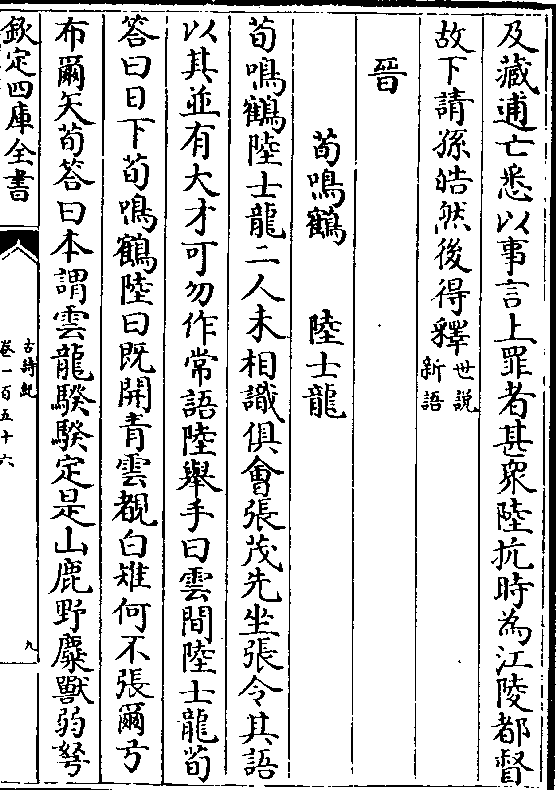 及藏逋亡悉以事言上罪者甚衆陸抗時為江陵都督
故下請孫皓然後得釋世説新語
晉
荀鳴鶴 陸士龍
荀鳴鶴陸士龍二人未相識俱會張茂先坐張令其語
以其並有大才可勿作常語陸舉手曰雲間陸士龍荀
答曰日下荀鳴鶴陸曰既開青雲覩白雉何不張爾弓
布爾矢荀答曰本謂雲龍騤騤定是山鹿野麋獸弱弩
欽定四庫全書
古詩紀
卷一百五十六
九